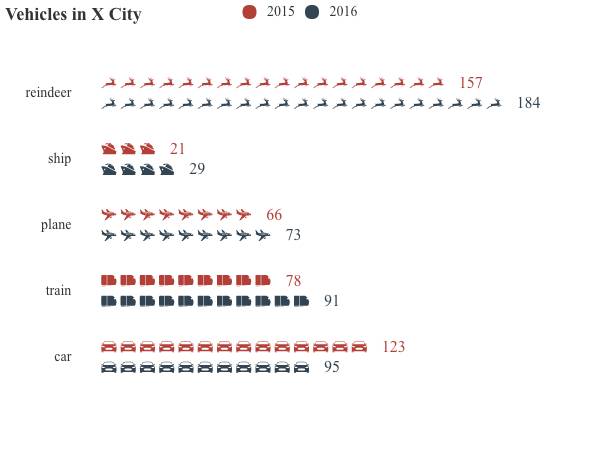 Vehicles in X City
2015 2016
reindeer
157
184
ship
21
29
plane
66
73
train
78
91
car
123
95